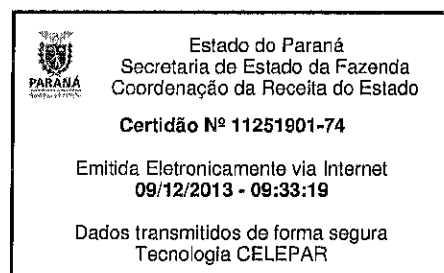 Estado do Paraná
Secretaria de Estado da Fazenda
PARANÁ
Coordenação da Receita do Estado
Certidão Nº 11251901-74
Emitida Eletronicamente via Internet
09/12/2013 - 09:33:19
Dados transmitidos de forma segura
Tecnologia CELEPAR